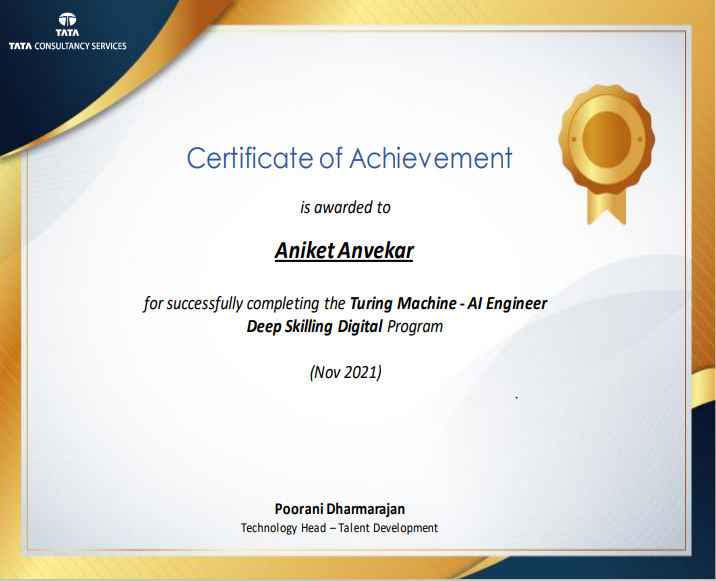 TATA
TATA CONSULTANCY SERVICES
Certificate of Achievement
is awarded to
Aniket Anvekar
for successfully completing the Turing Machine - AI Engineer
Deep Skilling Digital Program
(Nov 2021)
Poorani Dharmarajan
Technology Head – Talent Development